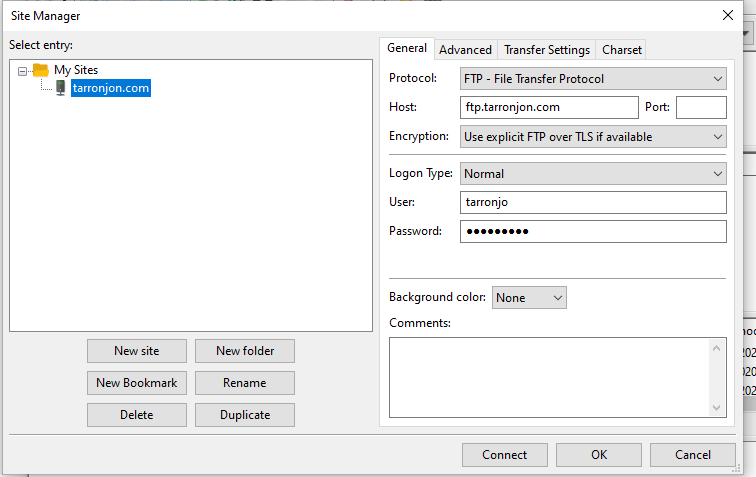 Site Manager
Select entry:
My Sites
tarronjon.com
New site
New folder
New Bookmark
Rename
Delete
Duplicate
General
Advanced
Transfer Settings
Charset
Protocol:
FTP - File Transfer Protocol
Host:
ftp.tarronjon.com
Port:
Encryption:
Use explicit FTP over TLS if available
Logon Type:
Normal
User:
tarronjo
Password:
Background color:
None
Comments:
Connect
OK
Cancel